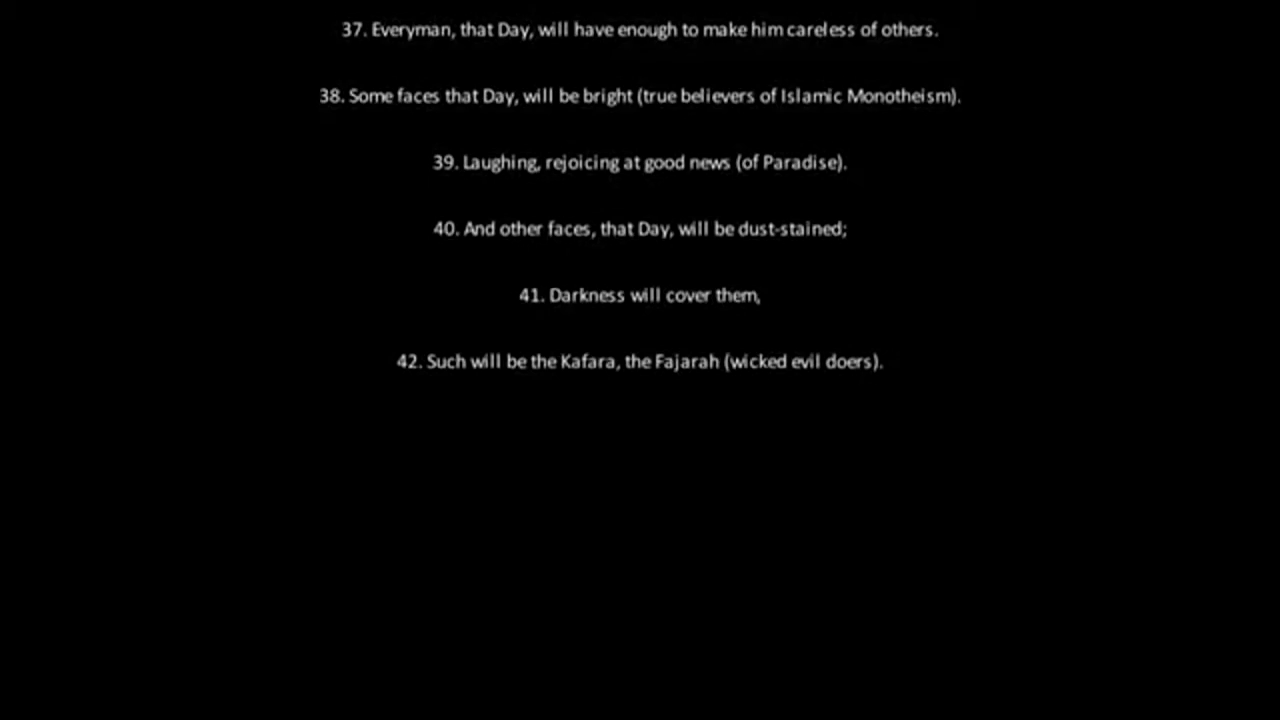 37. Everyman, that Day, will have enough to make him careless of others.
38. Some faces that Day, will be bright (true believers of Islamic Monotheism).
39. Laughing, rejoicing at good news (of Paradise).
40. And other faces, that Day, will be dust-stained;
41. Darkness will cover them,
42. Such will be the Kafara, the Fajarah (wicked evil doers).